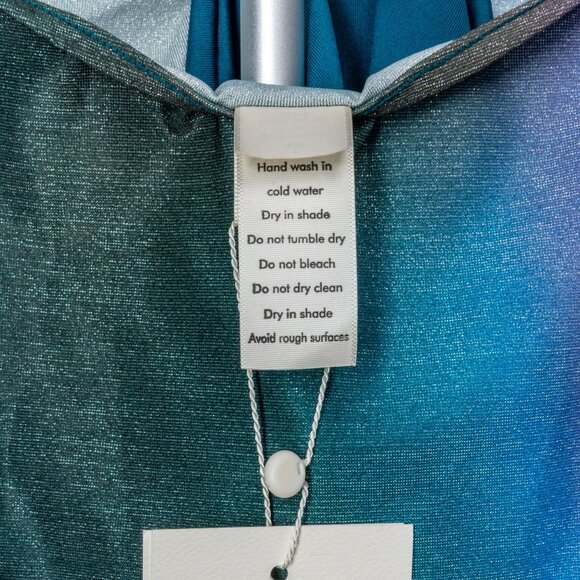 Hand wash in
cold water
Dry in shade
Do not tumble dry
Do not bleach
Do not dry clean
Dry in shade
Avoid rough surfaces